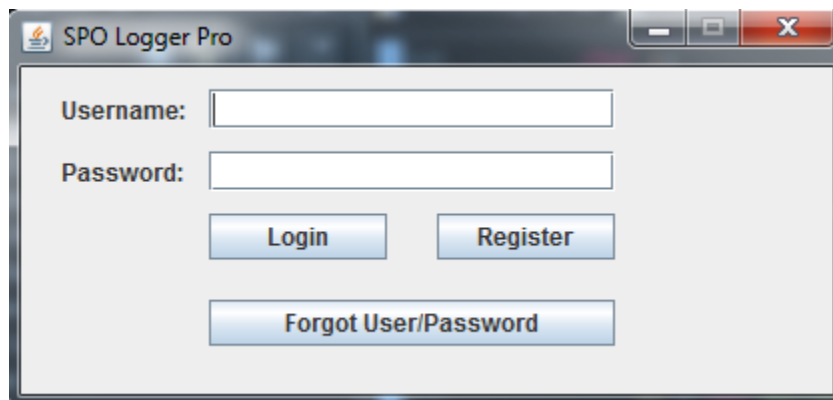 SPO Logger Pro
Username:
Password:
Login Register
Forgot User/Password